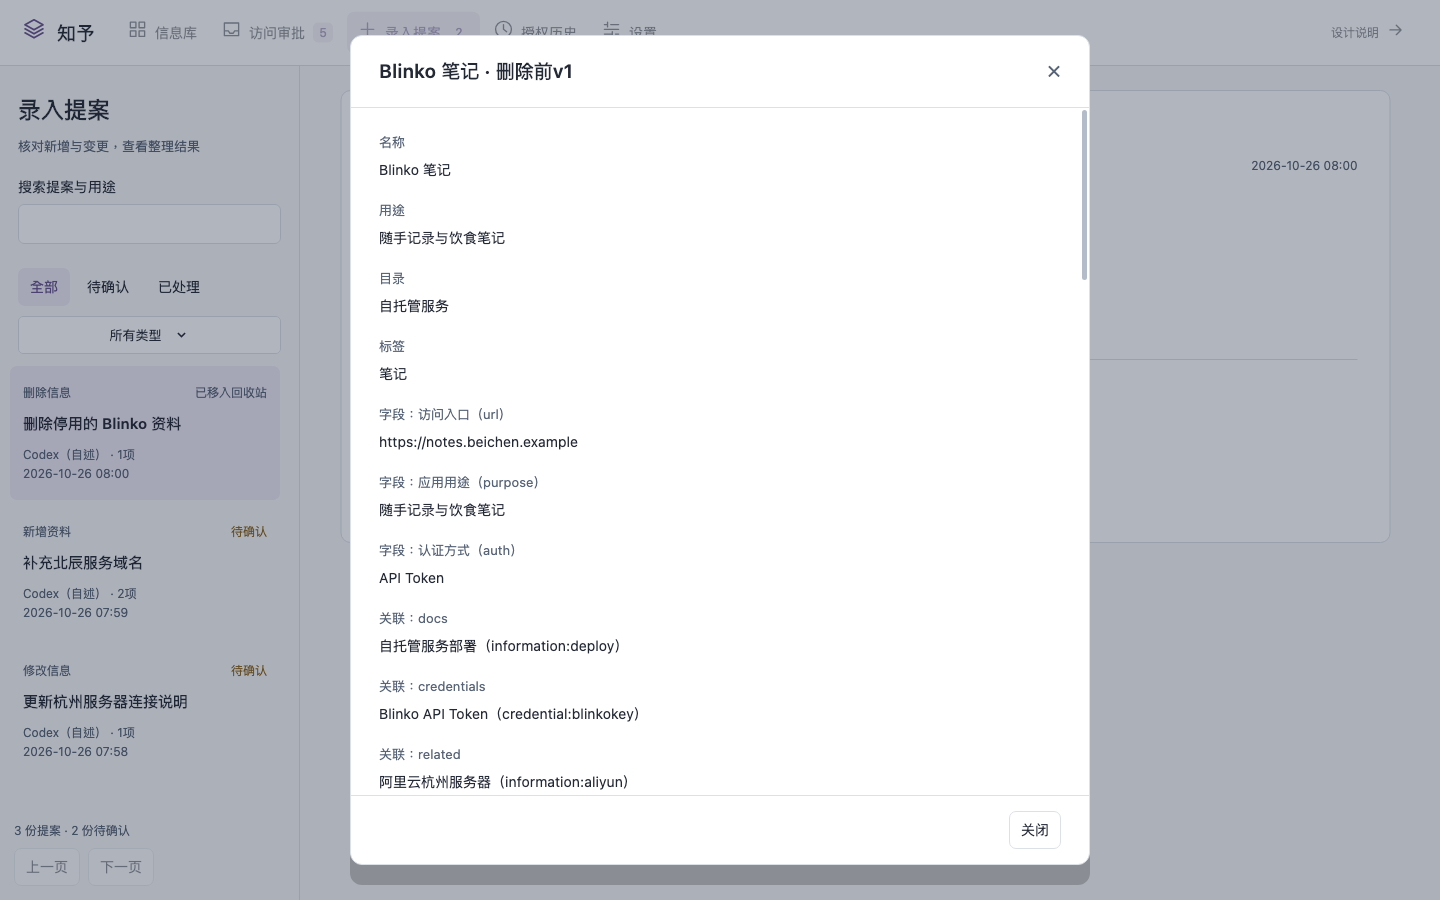 知予
信息库
访问审批 5
录入提案 2
授权历史
设置
设计说明
录入提案
核对新增与变更，查看整理结果
搜索提案与用途
全部
待确认
已处理
所有类型
删除信息 已移入回收站
删除停用的 Blinko 资料
Codex（自述） · 1项
2026-10-26 08:00
新增资料 待确认
补充北辰服务域名
Codex（自述） · 2项
2026-10-26 07:59
修改信息 待确认
更新杭州服务器连接说明
Codex（自述） · 1项
2026-10-26 07:58
3 份提案 · 2 份待确认
上一页
下一页
2026-10-26 08:00
Blinko 笔记 · 删除前v1
名称
Blinko 笔记
用途
随手记录与饮食笔记
目录
自托管服务
标签
笔记
字段：访问入口（url）
https://notes.beichen.example
字段：应用用途（purpose）
随手记录与饮食笔记
字段：认证方式（auth）
API Token
关联：docs
自托管服务部署（information:deploy）
关联：credentials
Blinko API Token（credential:blinkokey）
关联：related
阿里云杭州服务器（information:aliyun）
关闭